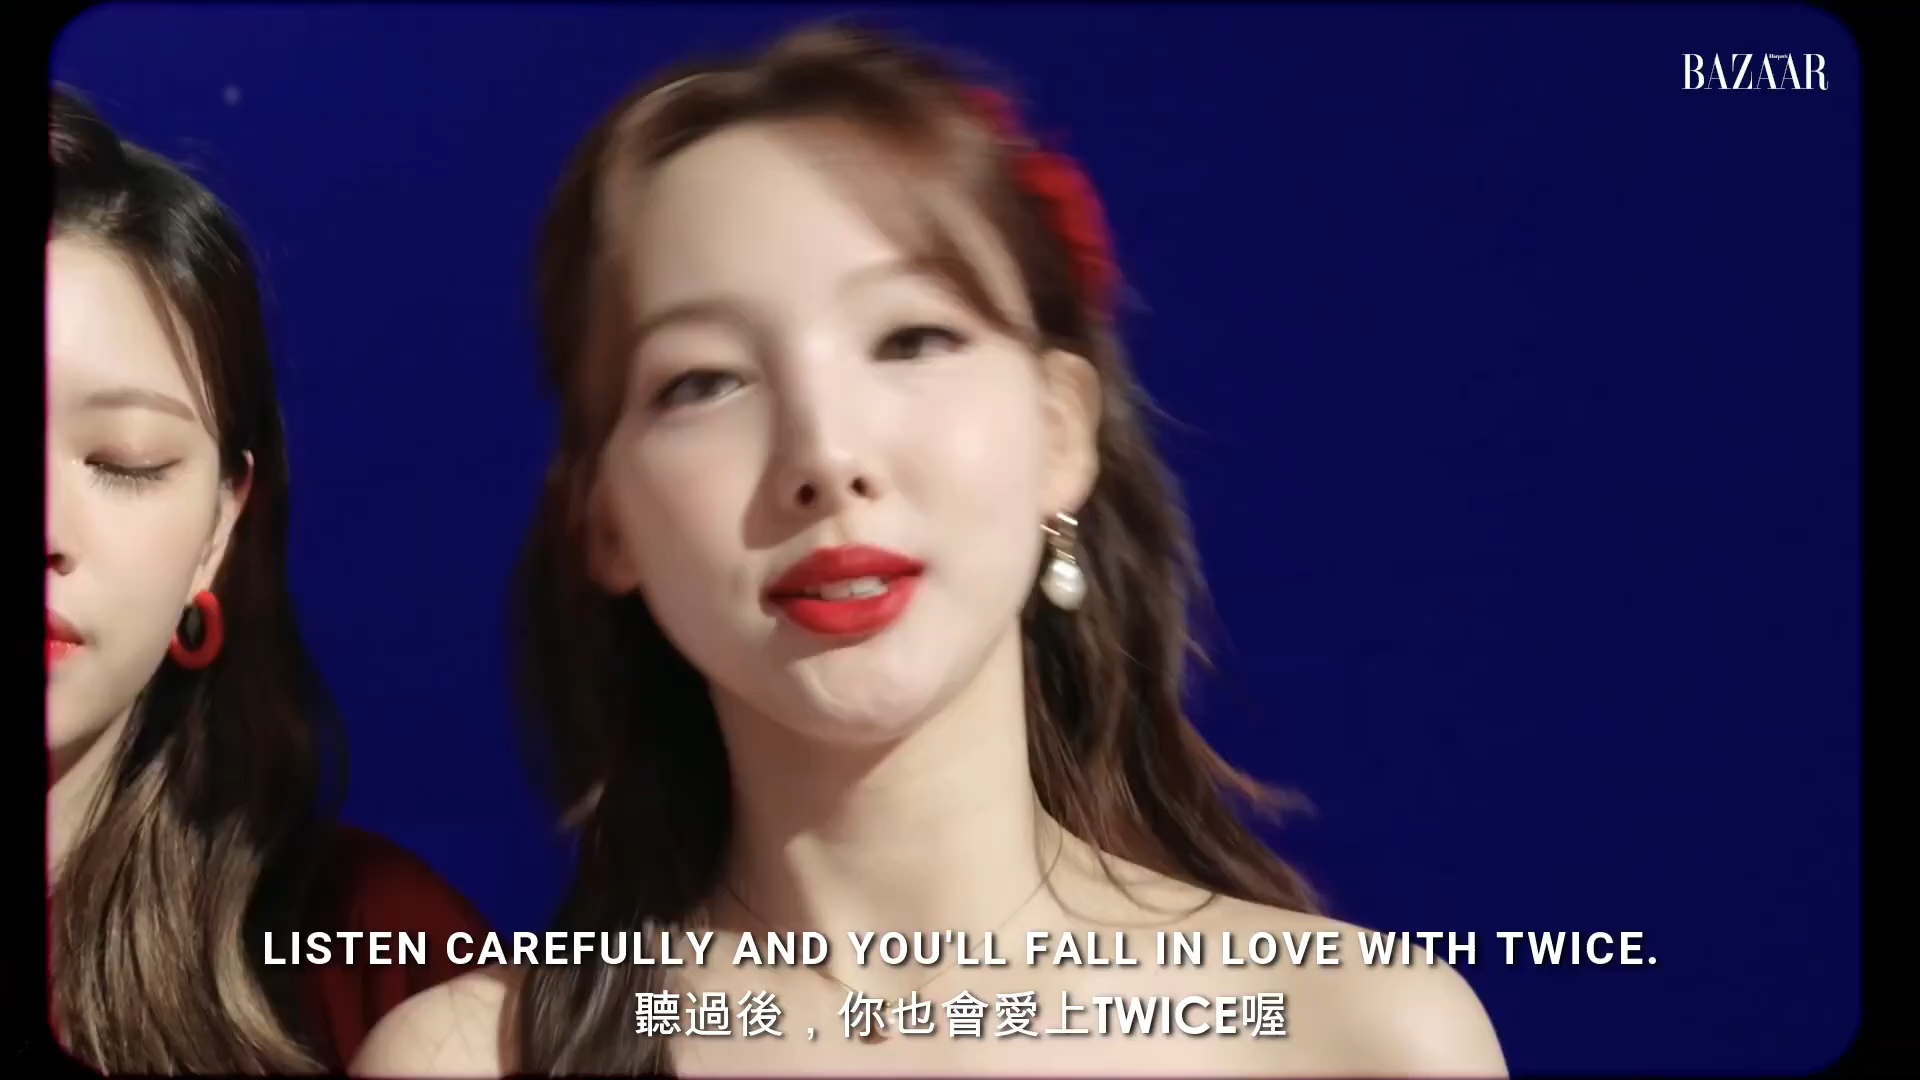 Harper's
BAZAAR
LISTEN CAREFULLY AND YOU'LL FALL IN LOVE WITH TWICE.
聽過後，你也會愛上TWICE喔